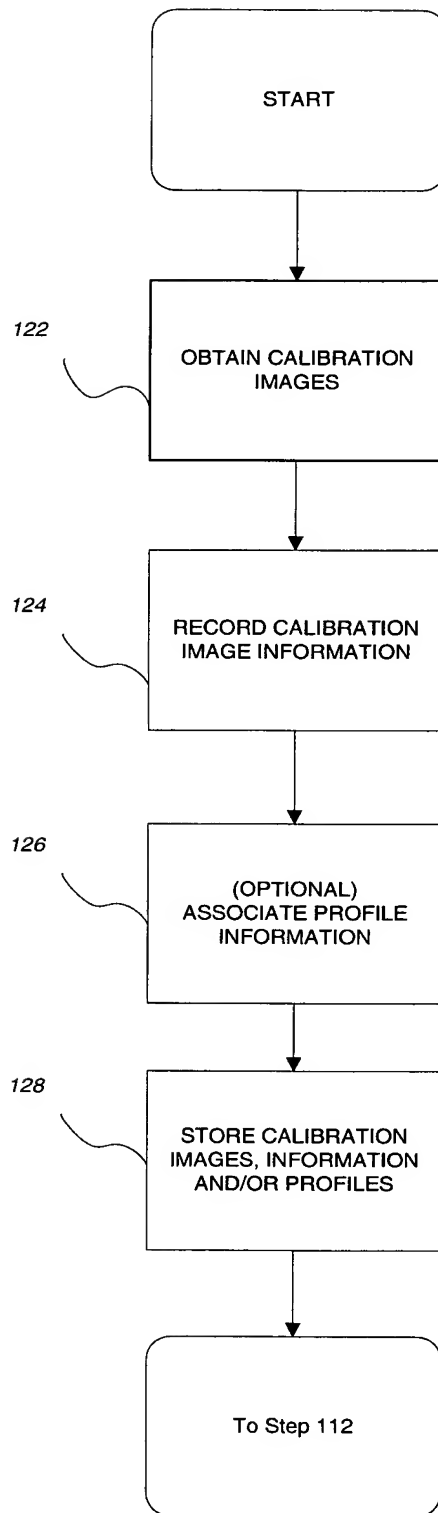 START
122
OBTAIN CALIBRATION
IMAGES
124
RECORD CALIBRATION
IMAGE INFORMATION
126
(OPTIONAL)
ASSOCIATE PROFILE
INFORMATION
128
STORE CALIBRATION
IMAGES, INFORMATION
AND/OR PROFILES
To Step 112